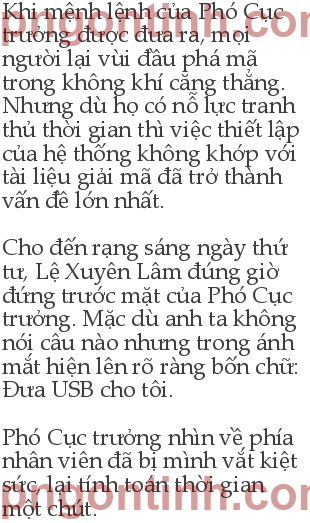 Khi mệnh lệnh của Phó Cục
trưởng được đưa ra, mọi
người lại vùi đầu phá mã
trong không khí căng thẳng.
Nhưng dù họ có nỗ lực tranh
thủ thời gian thì việc thiết lập
của hệ thống không khớp với
tài liệu giải mã đã trở thành
vấn đề lớn nhất.
Cho đến rạng sáng ngày thứ
tư, Lệ Xuyên Lâm đúng giờ
đứng trước mặt của Phó Cục
trưởng. Mặc dù anh ta không
nói câu nào nhưng trong ánh
mắt hiện lên rõ ràng bốn chữ:
Đưa USB cho tôi.
Phó Cục trưởng nhìn về phía
nhân viên đã bị mình vắt kiệt
sức, lại tính toán thời gian
một chút.
pngontinh.com
pngontinh.com